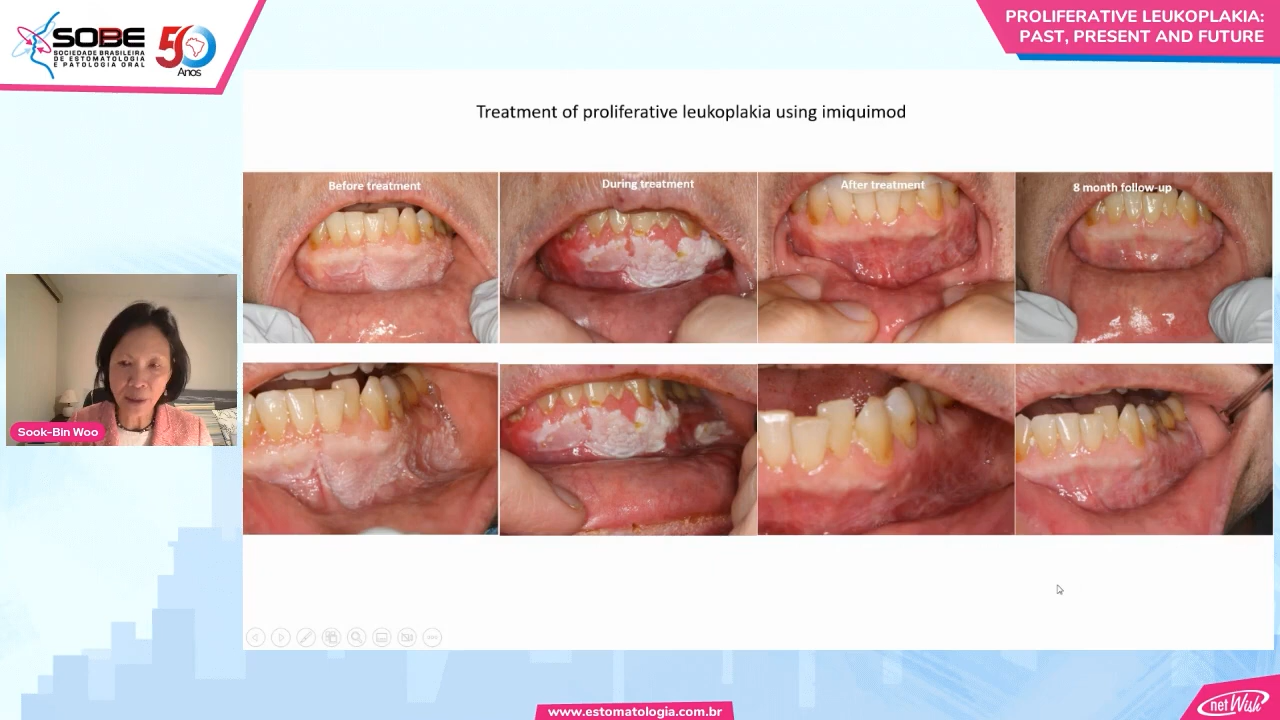 SOBE
SOCIEDADE BRASILEIRA
DE ESTOMATOLOGIA
E PATOLOGIA ORAL
50
Anos
PROLIFERATIVE LEUKOPLAKIA:
PAST, PRESENT AND FUTURE
Treatment of proliferative leukoplakia using imiquimod
Before treatment
During treatment
After treatment
8 month follow-up
Sook-Bin Woo
www.estomatologia.com.br
netWish